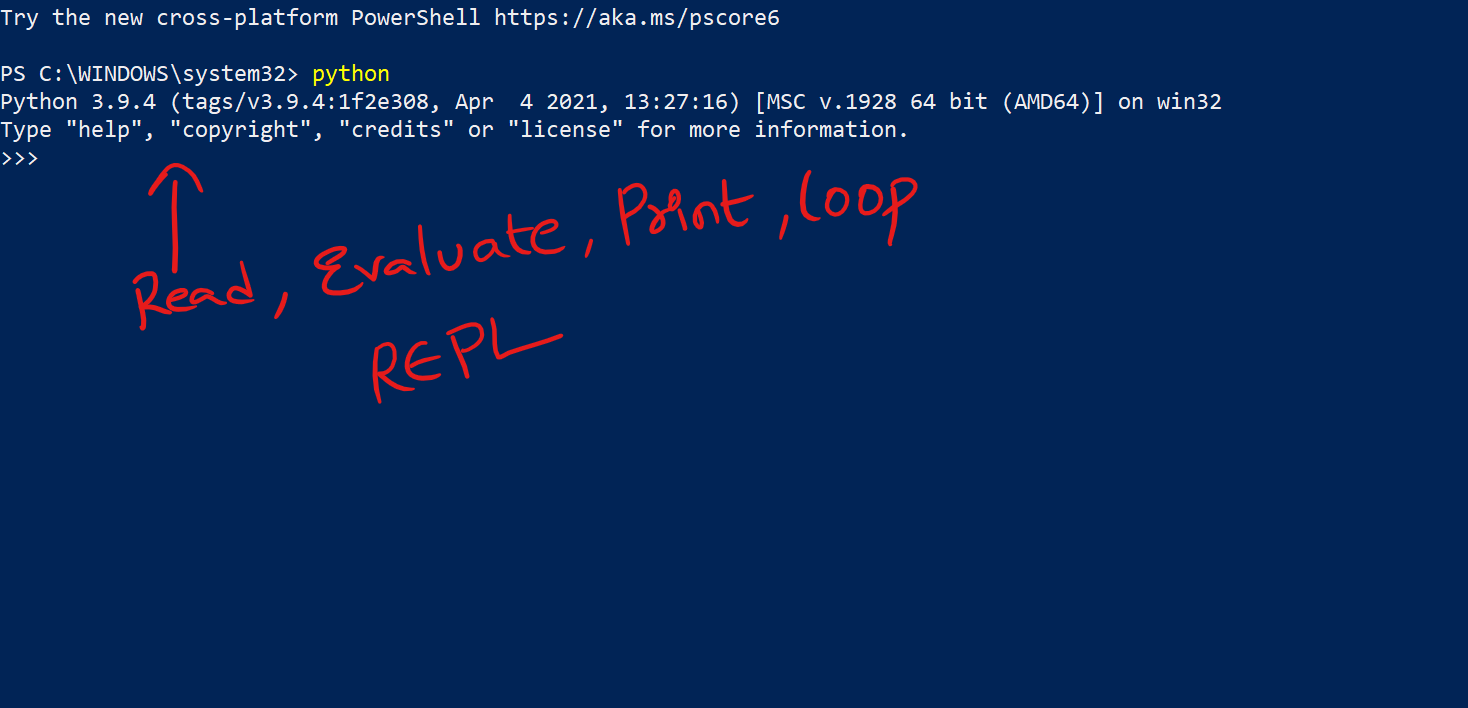 Try the new cross-platform PowerShell https://aka.ms/pscore6
PS C:\WINDOWS\system32> python
Python 3.9.4 (tags/v3.9.4:1f2e308, Apr  4 2021, 13:27:16) [MSC v.1928 64 bit (AMD64)] on win32
Type "help", "copyright", "credits" or "license" for more information.
>>>
Read, Evaluate, Print, Loop
REPL